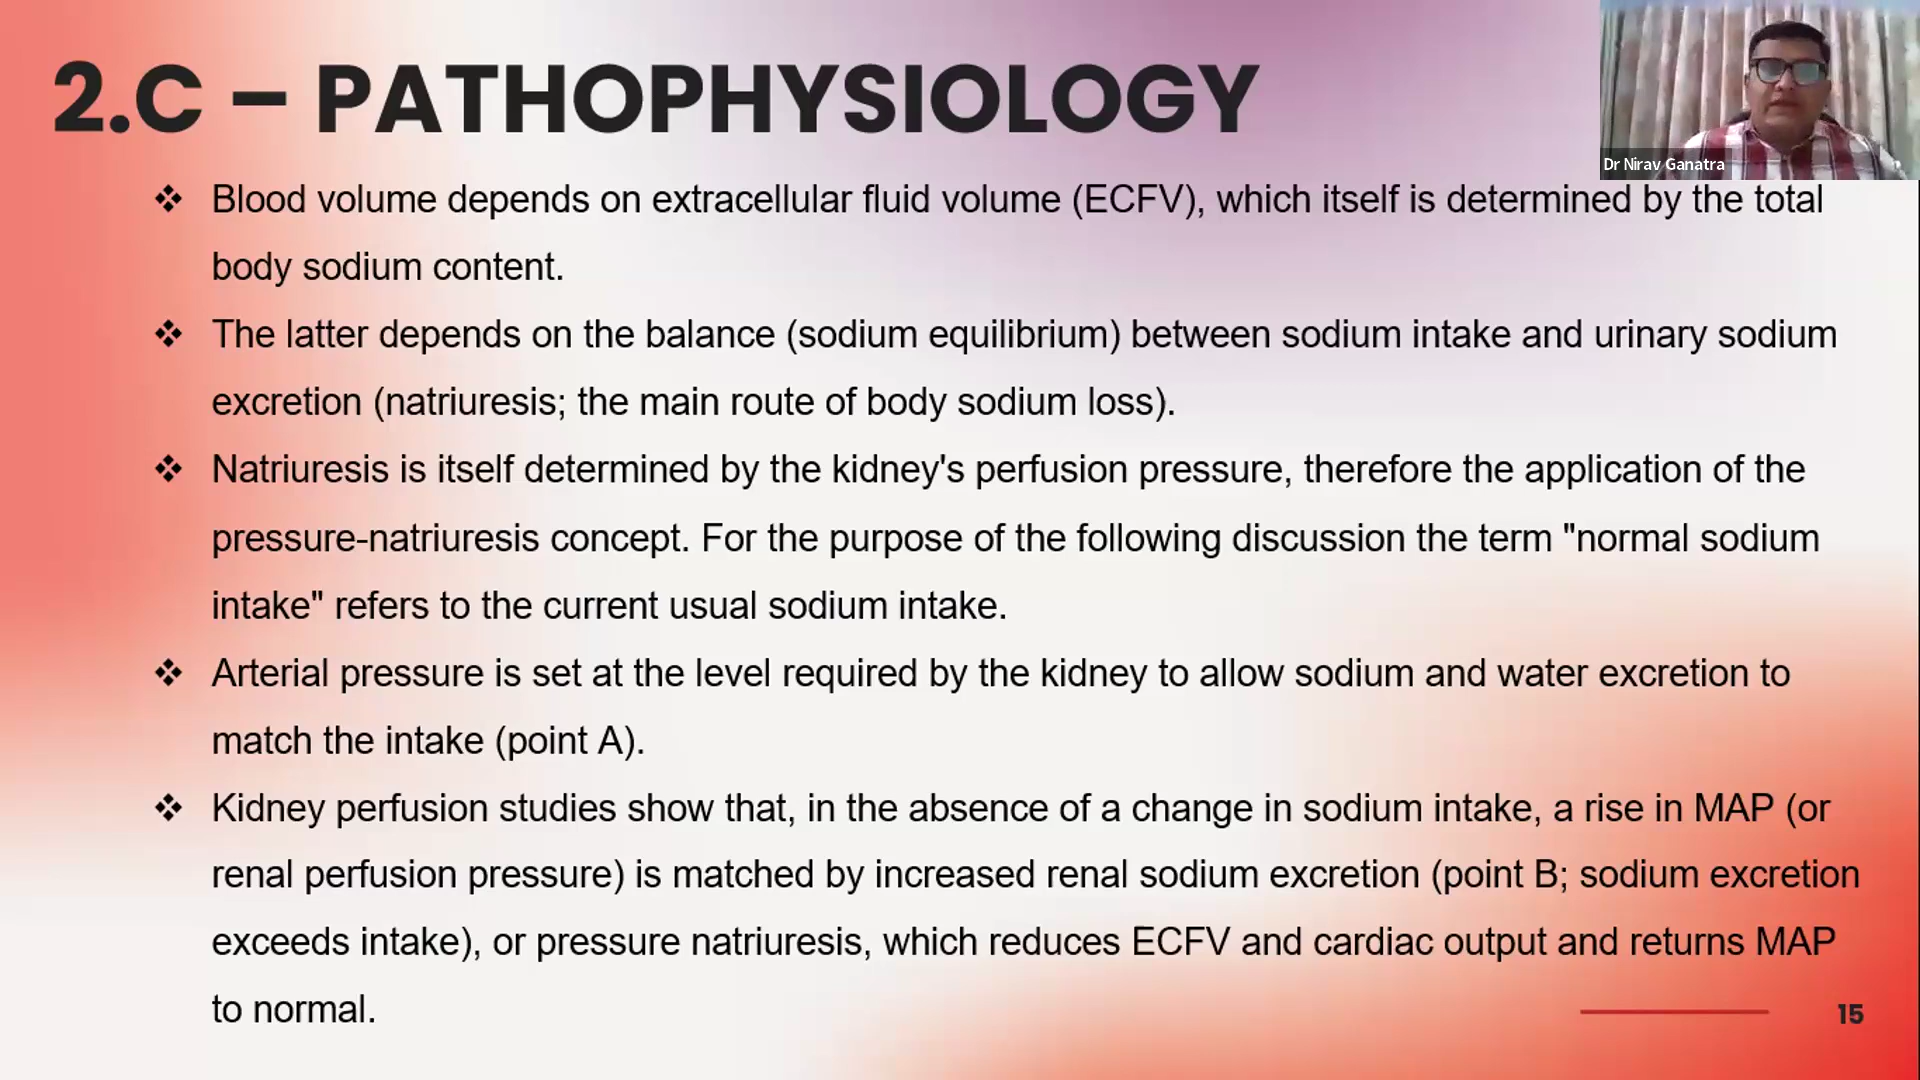 2.C – PATHOPHYSIOLOGY
Dr Nirav Ganatra
❖ Blood volume depends on extracellular fluid volume (ECFV), which itself is determined by the total
body sodium content.
❖ The latter depends on the balance (sodium equilibrium) between sodium intake and urinary sodium
excretion (natriuresis; the main route of body sodium loss).
❖ Natriuresis is itself determined by the kidney's perfusion pressure, therefore the application of the
pressure-natriuresis concept. For the purpose of the following discussion the term "normal sodium
intake" refers to the current usual sodium intake.
❖ Arterial pressure is set at the level required by the kidney to allow sodium and water excretion to
match the intake (point A).
❖ Kidney perfusion studies show that, in the absence of a change in sodium intake, a rise in MAP (or
renal perfusion pressure) is matched by increased renal sodium excretion (point B; sodium excretion
exceeds intake), or pressure natriuresis, which reduces ECFV and cardiac output and returns MAP
to normal.
15